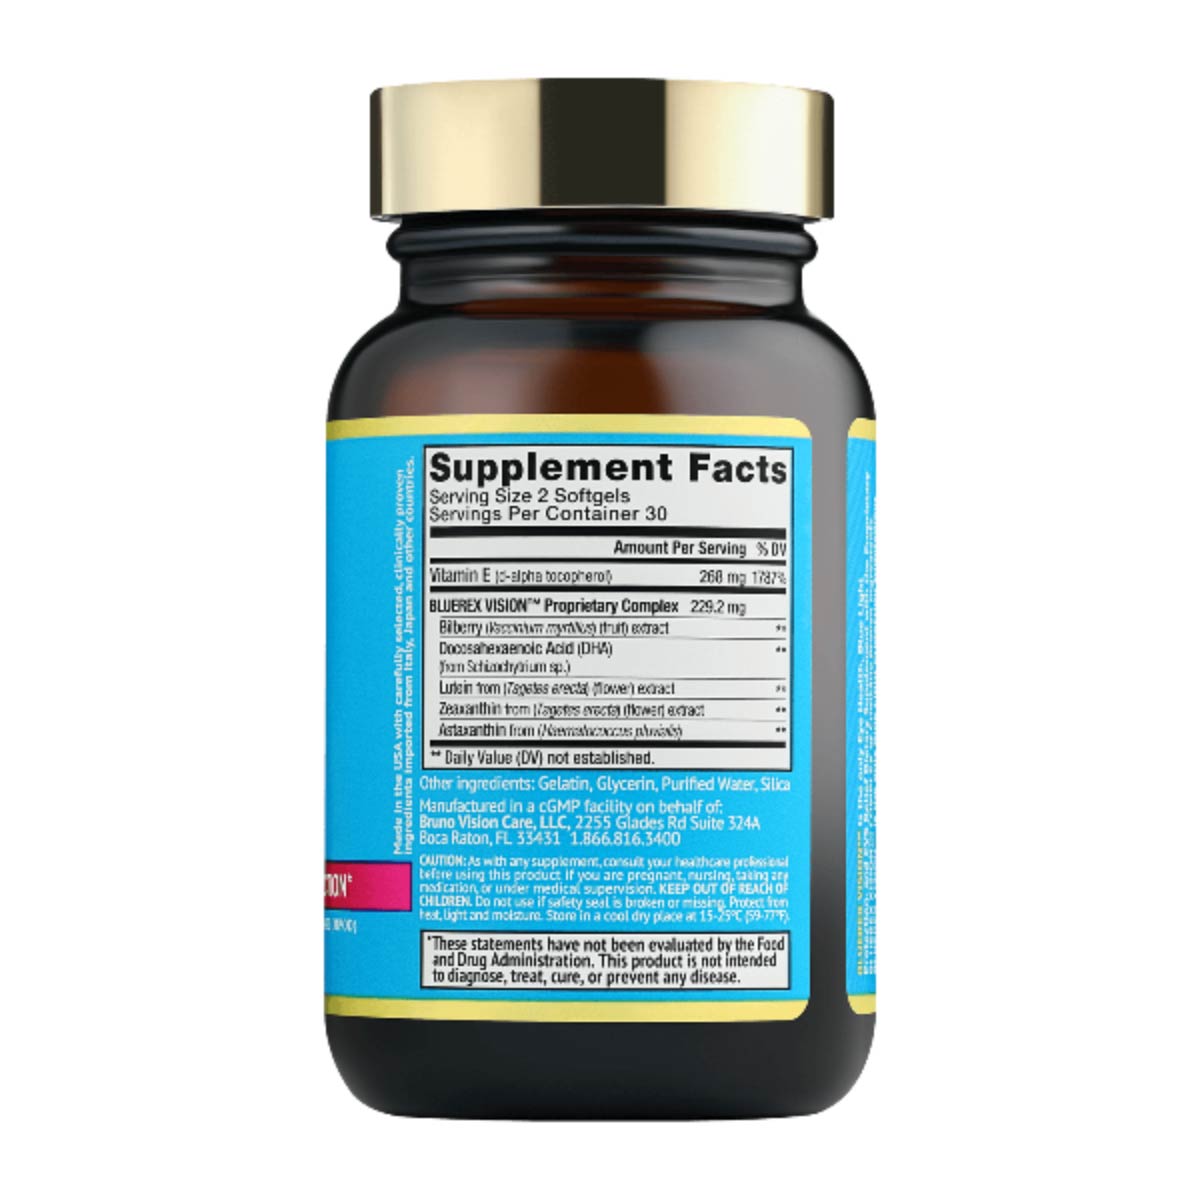 Made in the USA with carefully selected, clinically proven
ingredients imported from Italy, Japan and other countries.
Supplement Facts
Serving Size 2 Softgels
Servings Per Container 30
Amount Per Serving % DV
Vitamin E (d-alpha tocopherol) 268 mg 1787%
BLUEREX VISION™ Proprietary Complex 229.2 mg
Bilberry (Vaccinium myrtillus) (fruit) extract **
Docosahexaenoic Acid (DHA) **
(from Schizochytrium sp.)
Lutein from (Tagetes erecta) (flower) extract **
Zeaxanthin from (Tagetes erecta) (flower) extract **
Astaxanthin from (Haematococcus pluvialis) **
** Daily Value (DV) not established.
Other ingredients: Gelatin, Glycerin, Purified Water, Silica
Manufactured in a cGMP facility on behalf of:
Bruno Vision Care, LLC, 2255 Glades Rd Suite 324A
Boca Raton, FL 33431 1.866.816.3400
CAUTION: As with any supplement, consult your healthcare professional
before using this product if you are pregnant, nursing, taking any
medication, or under medical supervision. KEEP OUT OF REACH OF
CHILDREN. Do not use if safety seal is broken or missing. Protect from
heat, light and moisture. Store in a cool dry place at 15-25°C (59-77°F).
*These statements have not been evaluated by the Food
and Drug Administration. This product is not intended
to diagnose, treat, cure, or prevent any disease.